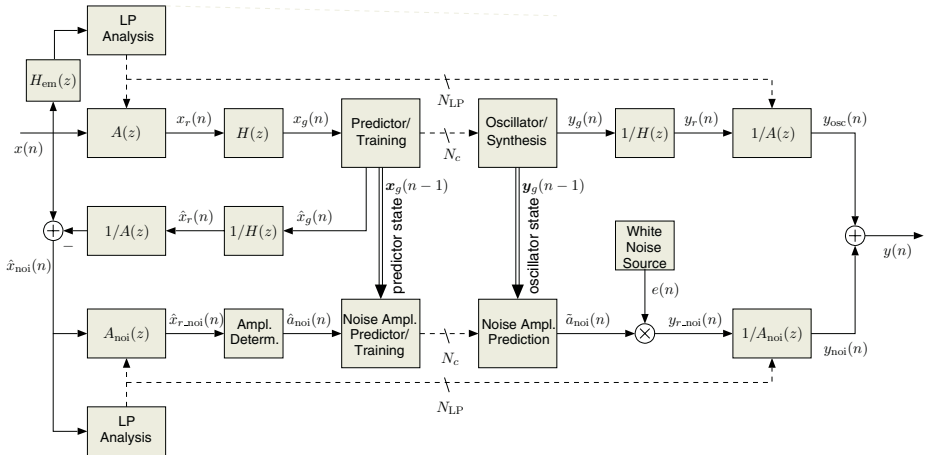 LP
Analysis
H_em(z)
x(n)
A(z)
x_r(n)
H(z)
x_g(n)
Predictor/
Training
N_LP
N_c
Oscillator/
Synthesis
y_g(n)
1/H(z)
y_r(n)
1/A(z)
y_osc(n)
x_g(n−1)
predictor state
y_g(n−1)
oscillator state
+
−
1/A(z)
x̂_r(n)
1/H(z)
x̂_g(n)
White
Noise
Source
e(n)
+
y(n)
x̂_noi(n)
A_noi(z)
x̂_r_noi(n)
Ampl.
Determ.
â_noi(n)
Noise Ampl.
Predictor/
Training
N_c
Noise Ampl.
Prediction
ã_noi(n)
×
y_r_noi(n)
1/A_noi(z)
y_noi(n)
N_LP
LP
Analysis